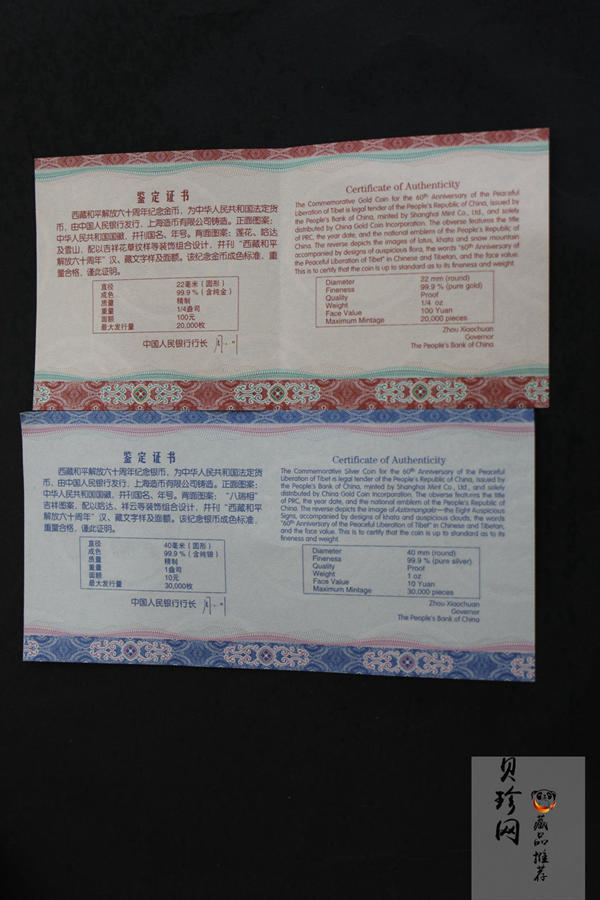 鉴定证书
西藏和平解放六十周年纪念金币，为中华人民共和国法定货
币，由中国人民银行发行，上海造币有限公司铸造。正面图案：
中华人民共和国国徽，并刊国名、年号。背面图案：莲花、哈达
及雪山，配以吉祥花草纹样等装饰组合设计，并刊“西藏和平
解放六十周年”汉、藏文字样及面额。该纪念金币成色标准，重
量合格，谨此证明。
直径 22毫米（圆形）
成色 99.9％（含纯金）
质量 精制
重量 1/4盎司
面额 100元
最大发行量 20,000枚
中国人民银行行长
Certificate of Authenticity
The Commemorative Gold Coin for the 60th Anniversary of the Peaceful
Liberation of Tibet is legal tender of the People's Republic of China, issued by
the People's Bank of China, minted by Shanghai Mint Co., Ltd., and solely
distributed by China Gold Coin Incorporation. The obverse features the title
of PRC, the year date, and the national emblem of the People's Republic of
China. The reverse depicts the images of lotus, khata and snow mountain
accompanied by designs of auspicious flora, the words "60th Anniversary of
the Peaceful Liberation of Tibet" in Chinese and Tibetan, and the face value.
This is to certify that the coin is up to standard as to its fineness and weight.
Diameter 22 mm (round)
Fineness 99.9 % (pure gold)
Quality Proof
Weight 1/4 oz
Face Value 100 Yuan
Maximum Mintage 20,000 pieces
Zhou Xiaochuan
Governor
The People's Bank of China
鉴定证书
西藏和平解放六十周年纪念银币，为中华人民共和国法定货
币，由中国人民银行发行，上海造币有限公司铸造。正面图案：
中华人民共和国国徽，并刊国名、年号。背面图案：“八瑞相”
吉祥图案，配以哈达、祥云等装饰组合设计，并刊“西藏和平
解放六十周年”汉、藏文字样及面额。该纪念银币成色标准，
重量合格，谨此证明。
直径 40毫米（圆形）
成色 99.9％（含纯银）
质量 精制
重量 1盎司
面额 10元
最大发行量 30,000枚
中国人民银行行长
Certificate of Authenticity
The Commemorative Silver Coin for the 60th Anniversary of the Peaceful
Liberation of Tibet is legal tender of the People's Republic of China, issued by
the People's Bank of China, minted by Shanghai Mint Co., Ltd., and solely
distributed by China Gold Coin Incorporation. The obverse features the title
of PRC, the year date, and the national emblem of the People's Republic of
China. The reverse depicts the image of Astamangala—the Eight Auspicious
Signs, accompanied by designs of khata and auspicious clouds, the words
"60th Anniversary of the Peaceful Liberation of Tibet" in Chinese and Tibetan,
and the face value. This is to certify that the coin is up to standard as to its
fineness and weight.
Diameter 40 mm (round)
Fineness 99.9 % (pure silver)
Quality Proof
Weight 1 oz
Face Value 10 Yuan
Maximum Mintage 30,000 pieces
Zhou Xiaochuan
Governor
The People's Bank of China
贝珍网
藏品推荐